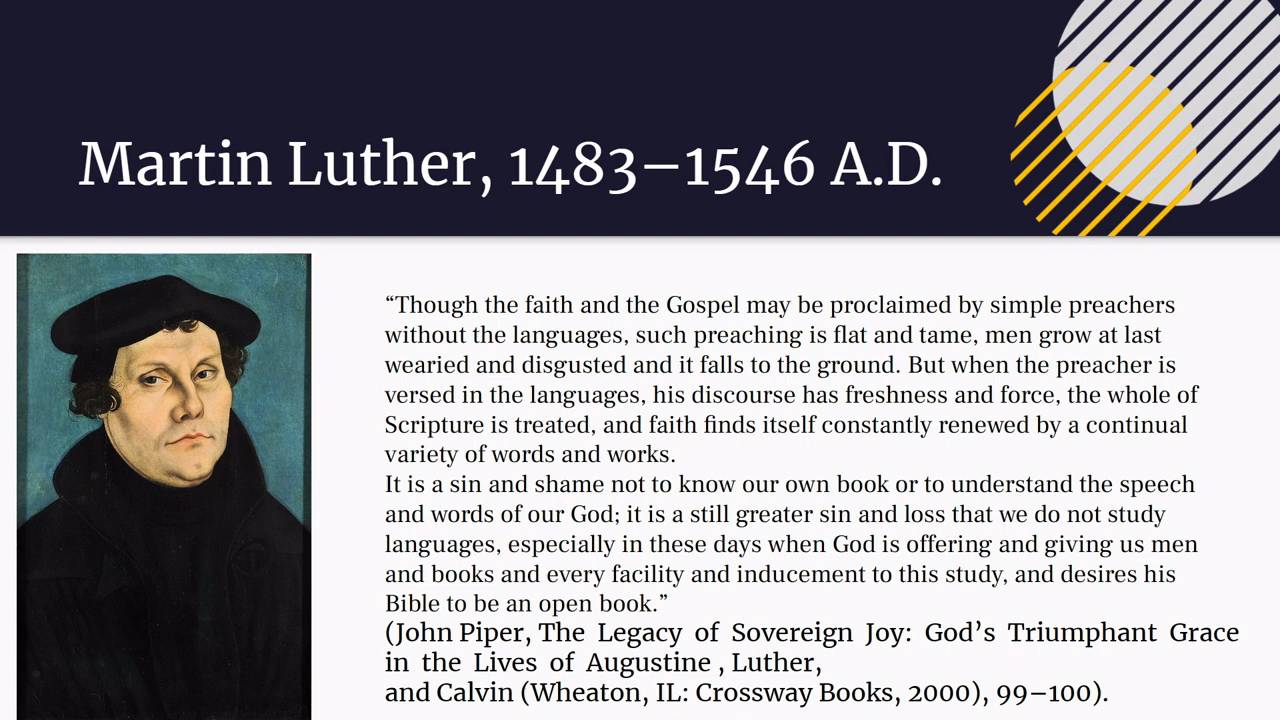 Martin Luther, 1483–1546 A.D.
“Though the faith and the Gospel may be proclaimed by simple preachers
without the languages, such preaching is flat and tame, men grow at last
wearied and disgusted and it falls to the ground. But when the preacher is
versed in the languages, his discourse has freshness and force, the whole of
Scripture is treated, and faith finds itself constantly renewed by a continual
variety of words and works.
It is a sin and shame not to know our own book or to understand the speech
and words of our God; it is a still greater sin and loss that we do not study
languages, especially in these days when God is offering and giving us men
and books and every facility and inducement to this study, and desires his
Bible to be an open book.”
(John Piper, The Legacy of Sovereign Joy: God’s Triumphant Grace
in the Lives of Augustine , Luther,
and Calvin (Wheaton, IL: Crossway Books, 2000), 99–100).